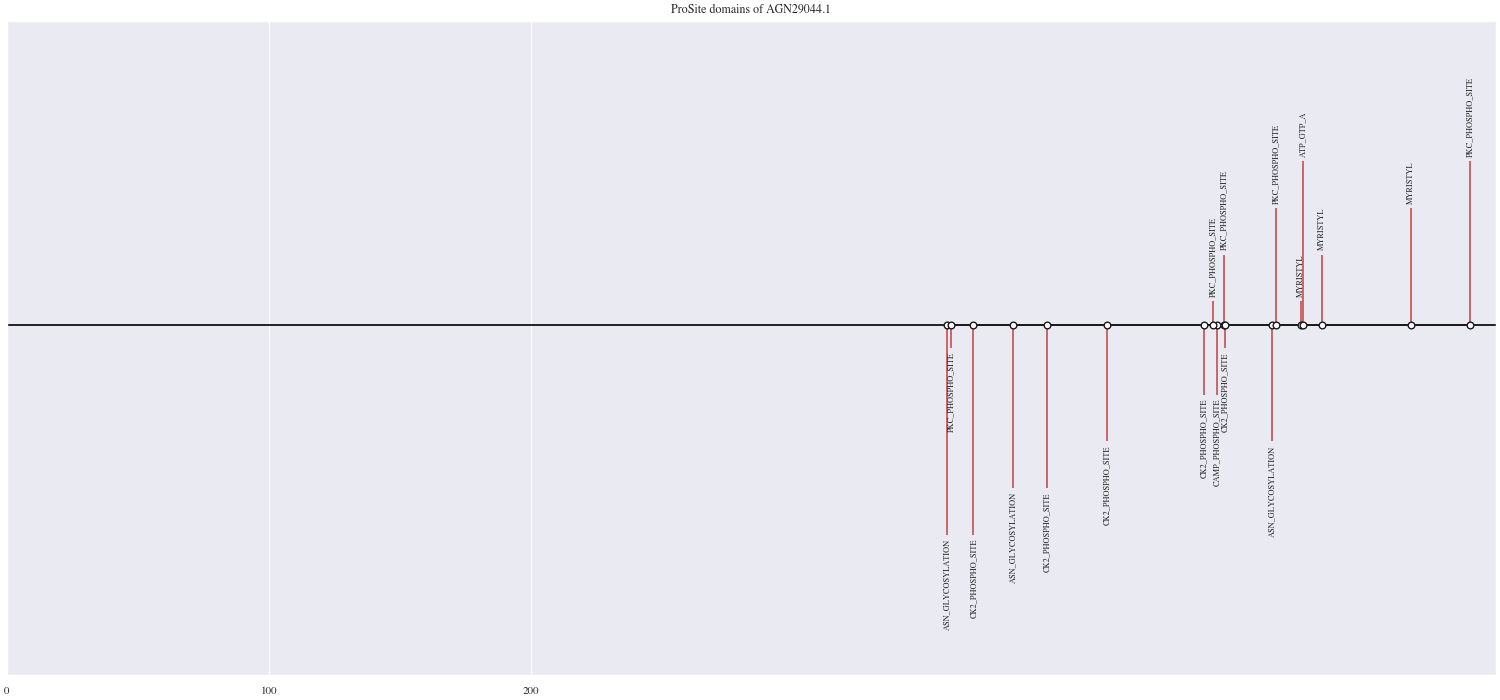 ProSite domains of AGN29044.1
PKC_PHOSPHO_SITE
ATP_GTP_A
PKC_PHOSPHO_SITE
MYRISTYL
PKC_PHOSPHO_SITE
MYRISTYL
PKC_PHOSPHO_SITE
MYRISTYL
PKC_PHOSPHO_SITE
CK2_PHOSPHO_SITE
CK2_PHOSPHO_SITE
CAMP_PHOSPHO_SITE
CK2_PHOSPHO_SITE
ASN_GLYCOSYLATION
ASN_GLYCOSYLATION
CK2_PHOSPHO_SITE
ASN_GLYCOSYLATION
CK2_PHOSPHO_SITE
0
100
200